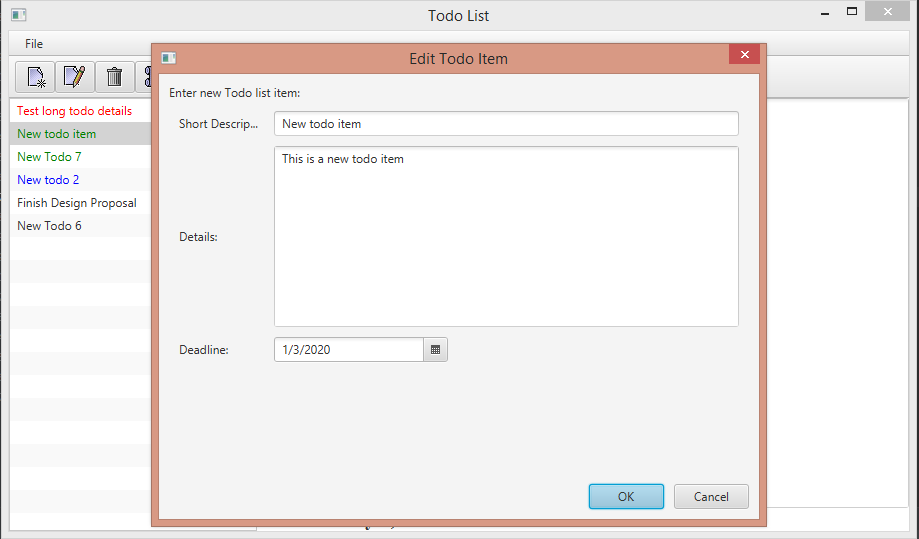 Todo List
File
Edit Todo Item
Enter new Todo list item:
Short Descrip... New todo item
Details: This is a new todo item
Deadline: 1/3/2020
OK Cancel
Test long todo details
New todo item
New Todo 7
New todo 2
Finish Design Proposal
New Todo 6